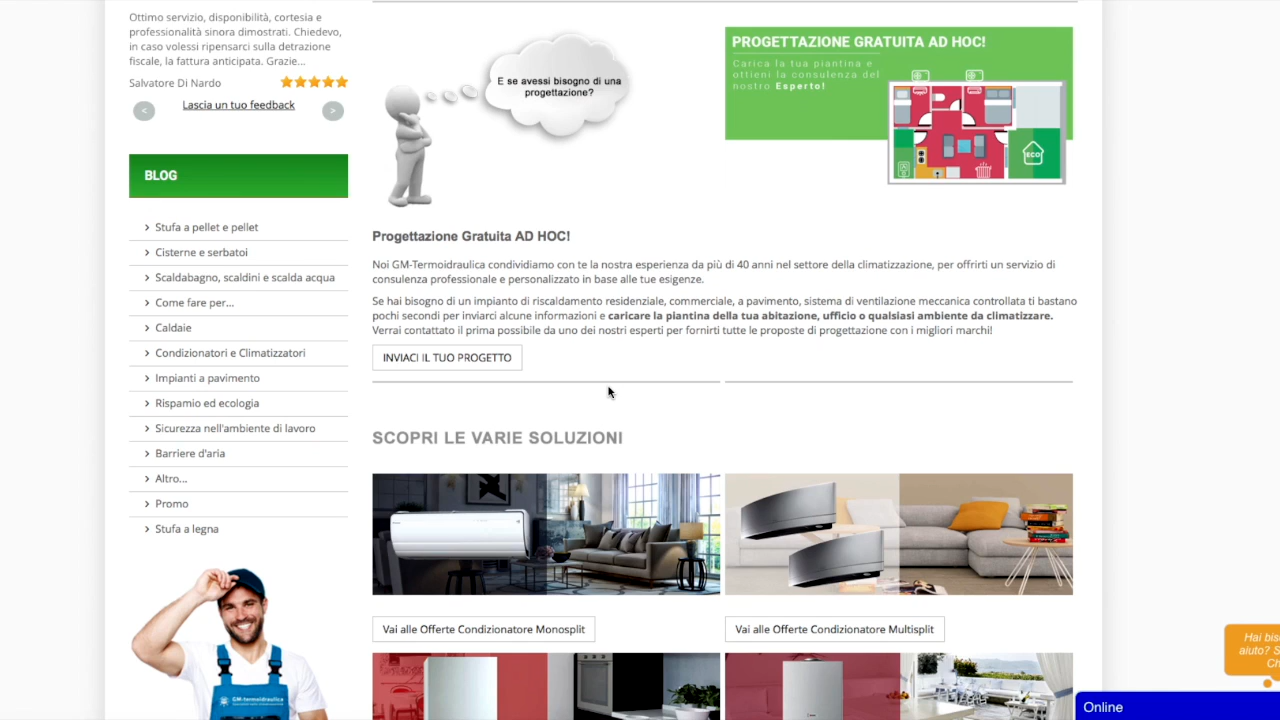 Ottimo servizio, disponibilità, cortesia e
professionalità sinora dimostrati. Chiedevo,
in caso volessi ripensarci sulla detrazione
fiscale, la fattura anticipata. Grazie...
Salvatore Di Nardo
<
Lascia un tuo feedback
>
BLOG
Stufa a pellet e pellet
Cisterne e serbatoi
Scaldabagno, scaldini e scalda acqua
Come fare per...
Caldaie
Condizionatori e Climatizzatori
Impianti a pavimento
Rispamio ed ecologia
Sicurezza nell'ambiente di lavoro
Barriere d'aria
Altro...
Promo
Stufa a legna
GM-termoidraulica
E se avessi bisogno di una
progettazione?
PROGETTAZIONE GRATUITA AD HOC!
Carica la tua piantina e
ottieni la consulenza del
nostro Esperto!
ECO
Progettazione Gratuita AD HOC!
Noi GM-Termoidraulica condividiamo con te la nostra esperienza da più di 40 anni nel settore della climatizzazione, per offrirti un servizio di
consulenza professionale e personalizzato in base alle tue esigenze.
Se hai bisogno di un impianto di riscaldamento residenziale, commerciale, a pavimento, sistema di ventilazione meccanica controllata ti bastano
pochi secondi per inviarci alcune informazioni e caricare la piantina della tua abitazione, ufficio o qualsiasi ambiente da climatizzare.
Verrai contattato il prima possibile da uno dei nostri esperti per fornirti tutte le proposte di progettazione con i migliori marchi!
INVIACI IL TUO PROGETTO
SCOPRI LE VARIE SOLUZIONI
Vai alle Offerte Condizionatore Monosplit
Vai alle Offerte Condizionatore Multisplit
Hai bis
aiuto? S
Ch
Online